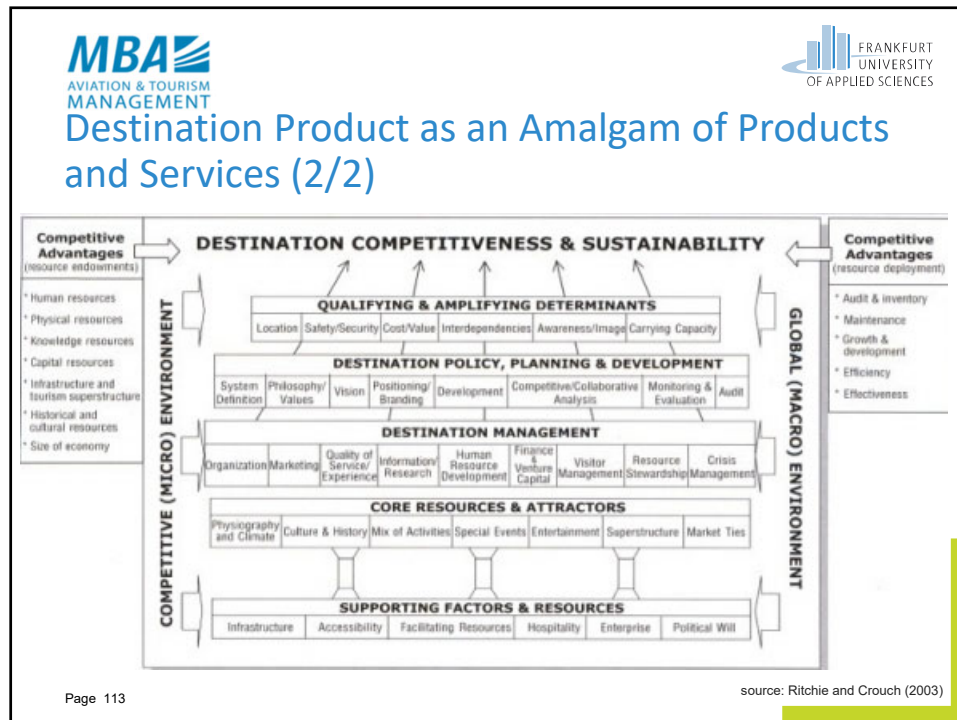 MBA
AVIATION & TOURISM
MANAGEMENT
FRANKFURT
UNIVERSITY
OF APPLIED SCIENCES
Destination Product as an Amalgam of Products
and Services (2/2)
Competitive
Advantages
(resource endowments)
* Human resources
* Physical resources
* Knowledge resources
* Capital resources
* Infrastructure and
tourism superstructure
* Historical and
cultural resources
* Size of economy
COMPETITIVE (MICRO) ENVIRONMENT
DESTINATION COMPETITIVENESS & SUSTAINABILITY
QUALIFYING & AMPLIFYING DETERMINANTS
Location Safety/Security Cost/Value Interdependencies Awareness/Image Carrying Capacity
DESTINATION POLICY, PLANNING & DEVELOPMENT
System Definition Philosophy/Values Vision Positioning/Branding Development Competitive/Collaborative Analysis Monitoring & Evaluation Audit
DESTINATION MANAGEMENT
Organization Marketing Quality of Service/Experience Information/Research Human Resource Development Finance & Venture Capital Visitor Management Resource Stewardship Crisis Management
CORE RESOURCES & ATTRACTORS
Physiography and Climate Culture & History Mix of Activities Special Events Entertainment Superstructure Market Ties
SUPPORTING FACTORS & RESOURCES
Infrastructure Accessibility Facilitating Resources Hospitality Enterprise Political Will
GLOBAL (MACRO) ENVIRONMENT
Competitive
Advantages
(resource deployment)
* Audit & inventory
* Maintenance
* Growth &
development
* Efficiency
* Effectiveness
Page 113
source: Ritchie and Crouch (2003)